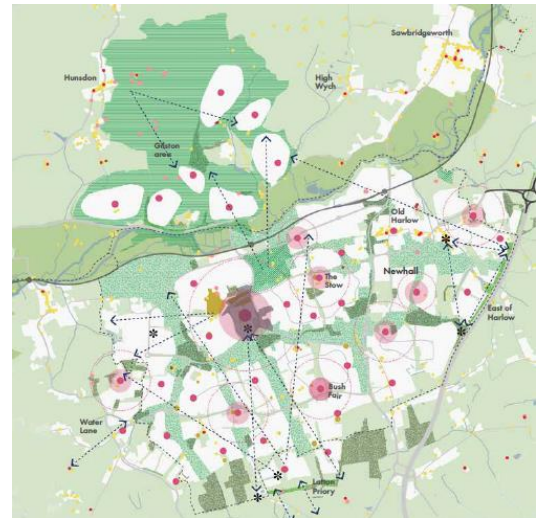 Sawbridgeworth
Hunsdon
High
Wych
Gilston
area
Old
Harlow
The
Stow
Newhall
East of
Harlow
Bush
Fair
Water
Lane
Latton
Priory